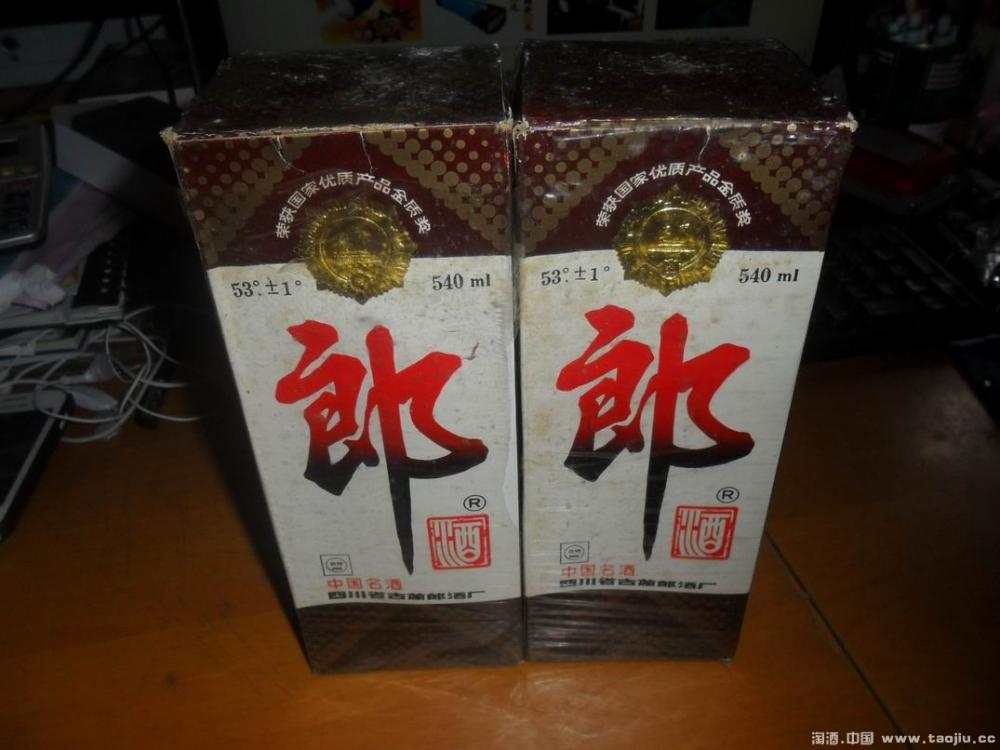 荣获国家优质产品金质奖
53°.±1°
540 ml
郎
®
酒
中国名酒
四川省古蔺郎酒厂
荣获国家优质产品金质奖
53°.±1°
540 ml
郎
®
酒
中国名酒
四川省古蔺郎酒厂
淘酒.中国 www.taojiu.cc